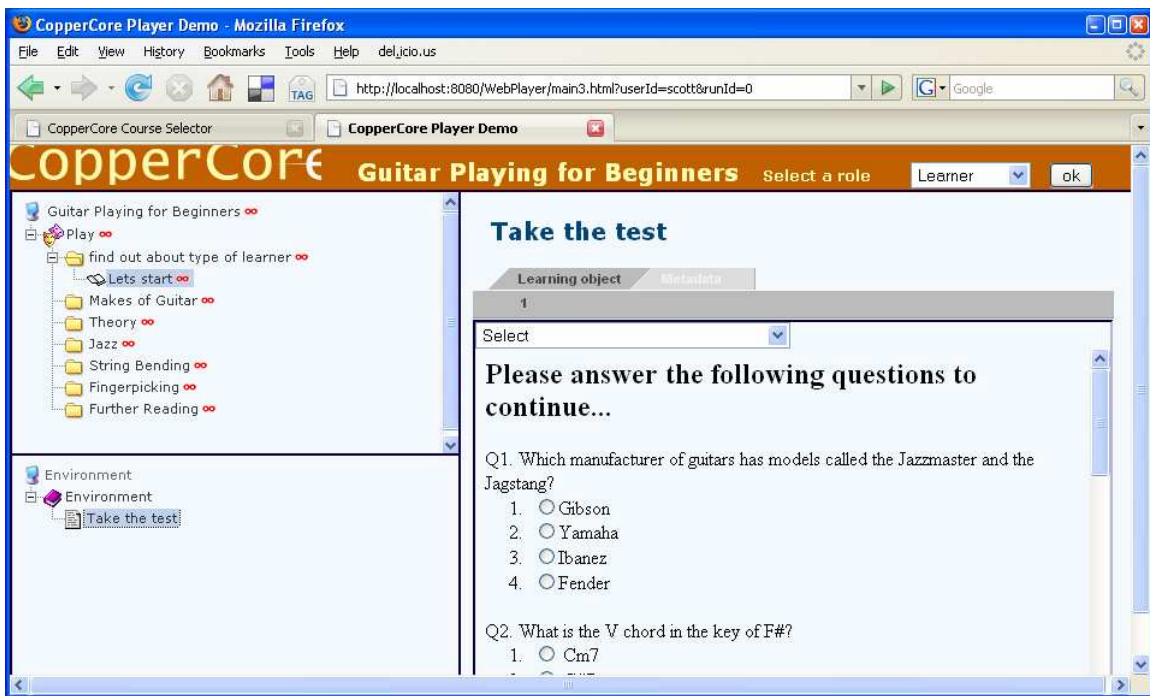 CopperCore Player Demo - Mozilla Firefox
File Edit View History Bookmarks Tools Help del.icio.us
TAG http://localhost:8080/WebPlayer/main3.html?userId=scott&runId=0 G Google
CopperCore Course Selector CopperCore Player Demo
CopperCore Guitar Playing for Beginners Select a role Learner ok
Guitar Playing for Beginners
Play
find out about type of learner
Lets start
Makes of Guitar
Theory
Jazz
String Bending
Fingerpicking
Further Reading
Environment
Environment
Take the test
Take the test
Learning object Metadata
1
Select
Please answer the following questions to
continue...
Q1. Which manufacturer of guitars has models called the Jazzmaster and the
Jagstang?
1. Gibson
2. Yamaha
3. Ibanez
4. Fender
Q2. What is the V chord in the key of F#?
1. Cm7